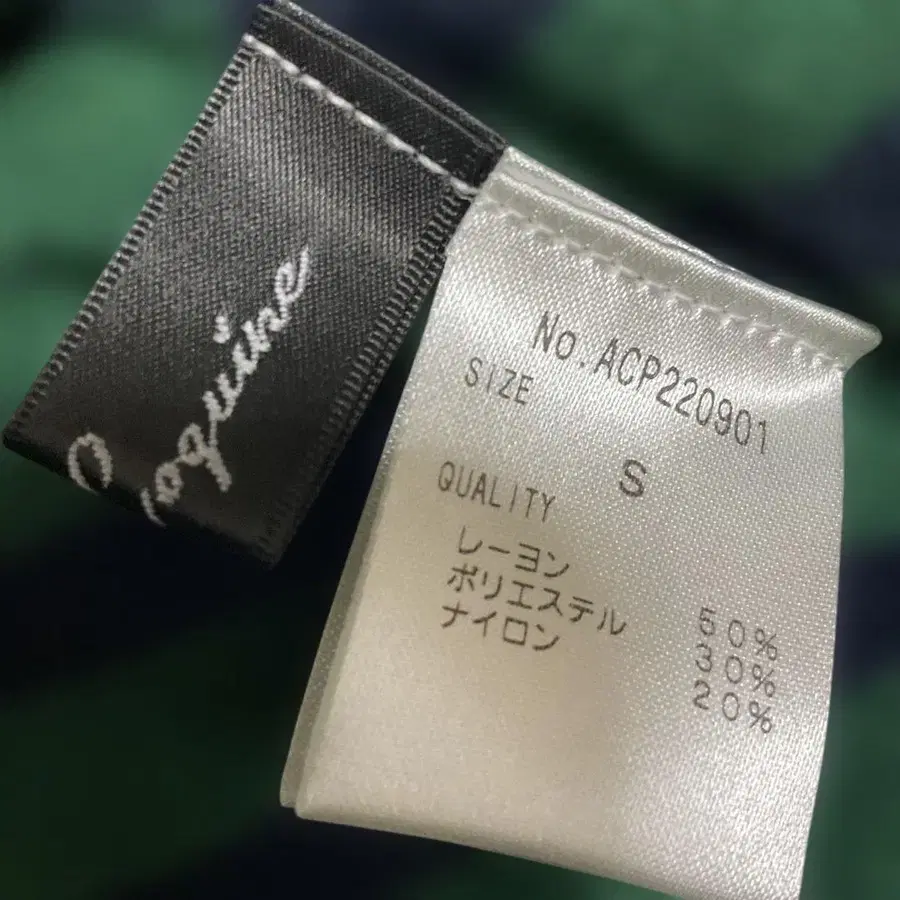 Coquine
No.ACP220901
SIZE
S
QUALITY
レーヨン 50%
ポリエステル 30%
ナイロン 20%